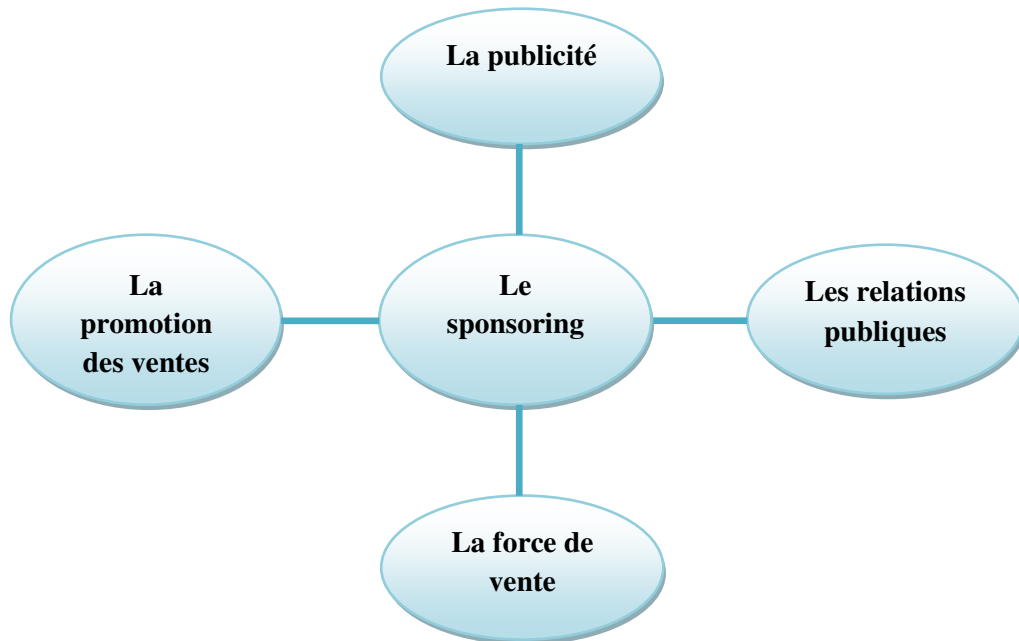 La publicité
La
promotion
des ventes
Le
sponsoring
Les relations
publiques
La force de
vente